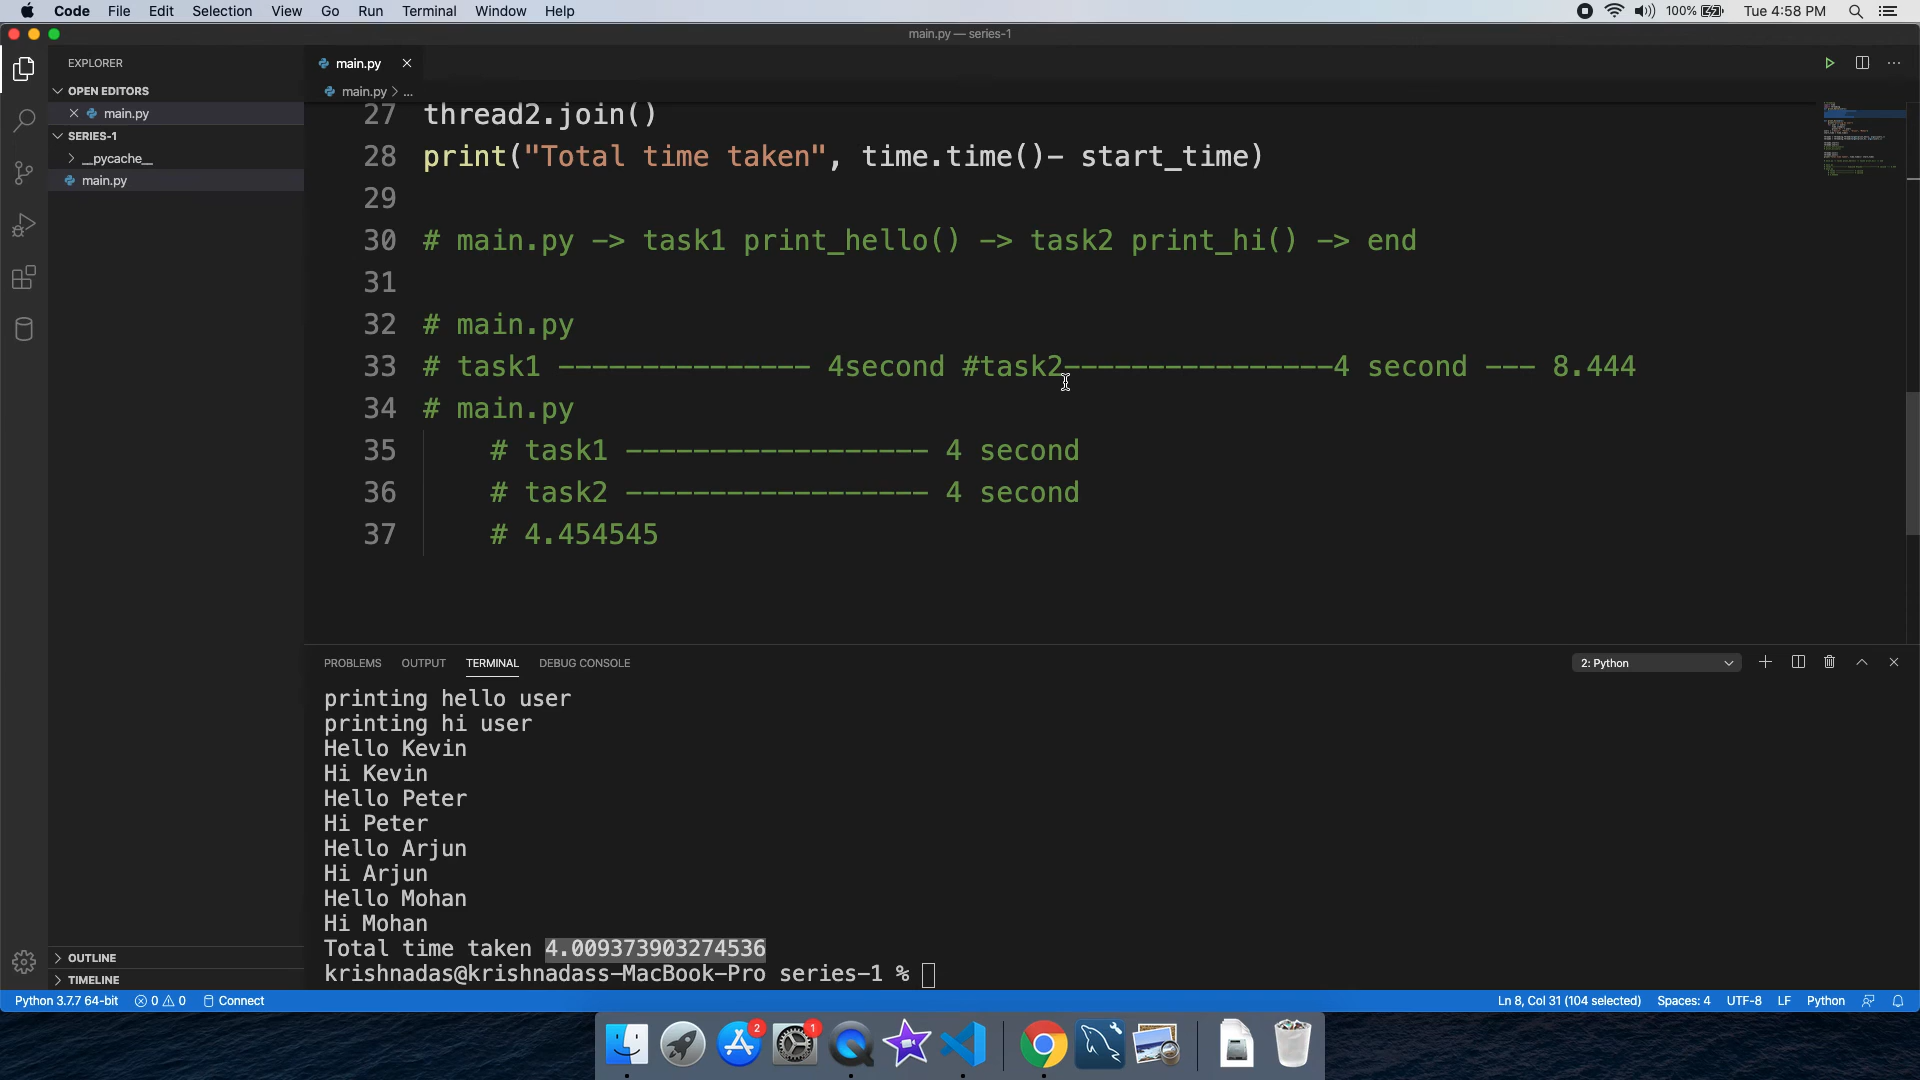 Code File Edit Selection View Go Run Terminal Window Help 100% Tue 4:58 PM
main.py — series-1
EXPLORER
OPEN EDITORS
main.py
SERIES-1
__pycache__
main.py
OUTLINE
TIMELINE
main.py
main.py > ...
27 thread2.join()
28 print("Total time taken", time.time()- start_time)
29
30 # main.py -> task1 print_hello() -> task2 print_hi() -> end
31
32 # main.py
33 # task1 --------------- 4second #task2----------------4 second --- 8.444
34 # main.py
35 # task1 ------------------ 4 second
36 # task2 ------------------ 4 second
37 # 4.454545
PROBLEMS OUTPUT TERMINAL DEBUG CONSOLE 2: Python
printing hello user
printing hi user
Hello Kevin
Hi Kevin
Hello Peter
Hi Peter
Hello Arjun
Hi Arjun
Hello Mohan
Hi Mohan
Total time taken 4.009373903274536
krishnadas@krishnadass-MacBook-Pro series-1 %
Python 3.7.7 64-bit 0 0 Connect Ln 8, Col 31 (104 selected) Spaces: 4 UTF-8 LF Python
2 1